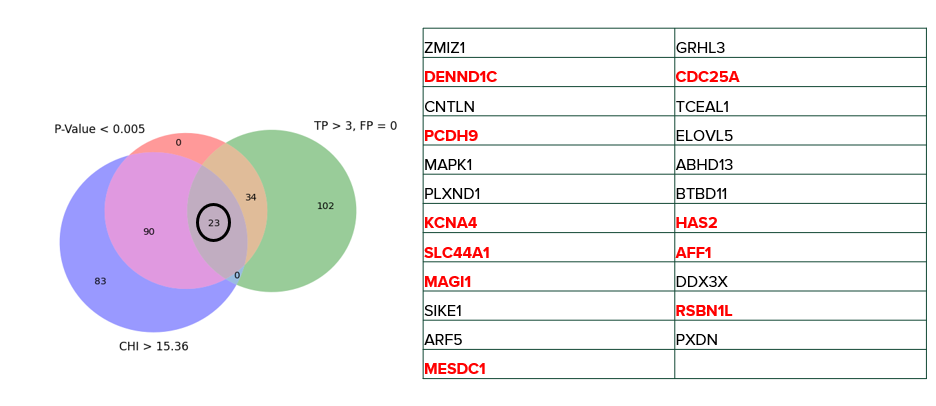 P-Value < 0.005
TP > 3, FP = 0
0
34
102
23
90
0
83
CHI > 15.36
ZMIZ1 GRHL3
DENND1C CDC25A
CNTLN TCEAL1
PCDH9 ELOVL5
MAPK1 ABHD13
PLXND1 BTBD11
KCNA4 HAS2
SLC44A1 AFF1
MAGI1 DDX3X
SIKE1 RSBN1L
ARF5 PXDN
MESDC1